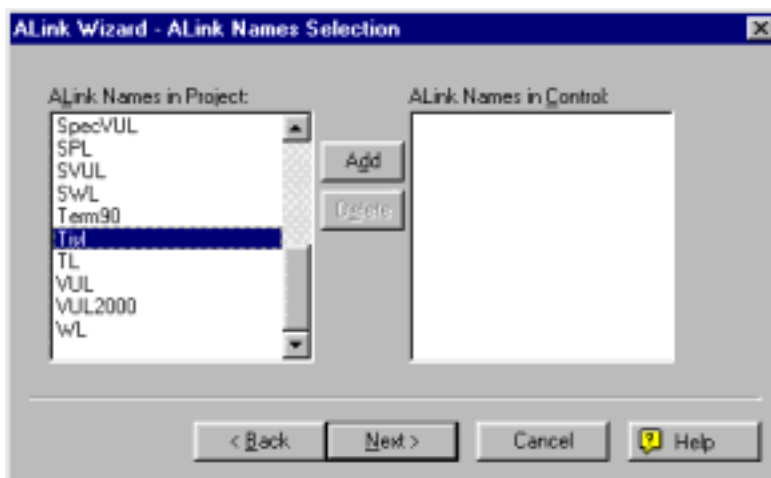 ALink Wizard - ALink Names Selection
ALink Names in Project:
ALink Names in Control:
SpecVUL
SPL
SVUL
SWL
Term90
TL
VUL
VUL2000
WL
Add
Delete
< Back
Next >
Cancel
Help